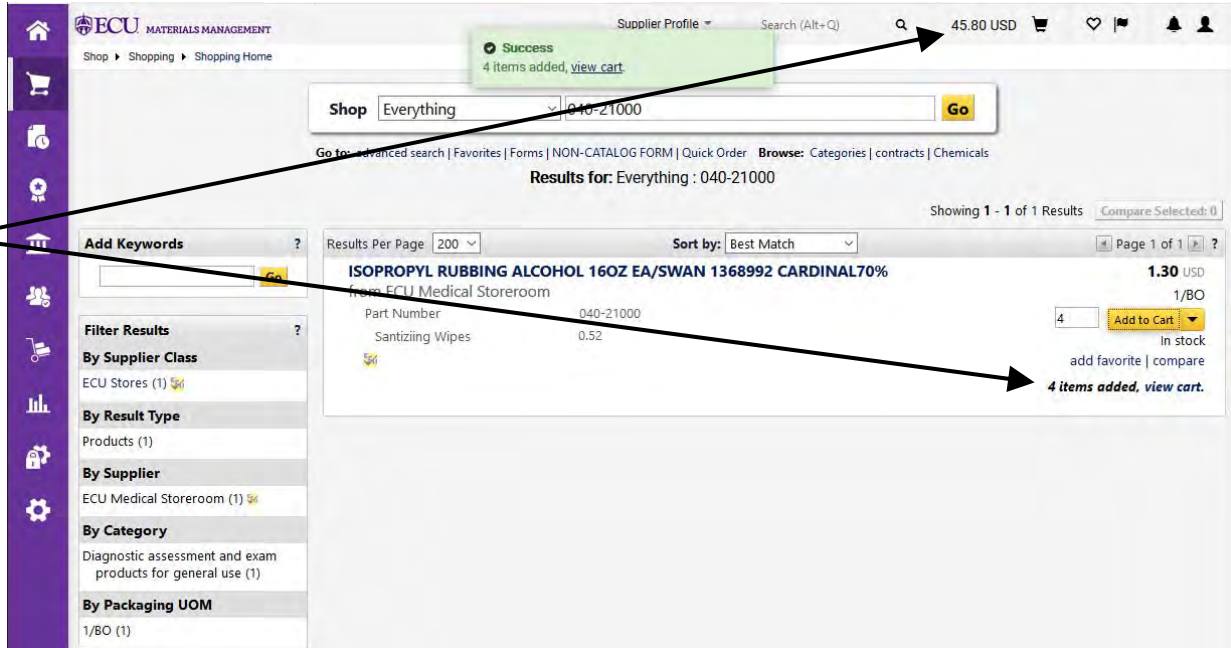 ECU MATERIALS MANAGEMENT
Supplier Profile
Search (Alt+Q)
45.80 USD
Shop ▸ Shopping ▸ Shopping Home
Success
4 items added, view cart.
Shop Everything 040-21000 Go
Go to: advanced search | Favorites | Forms | NON-CATALOG FORM | Quick Order Browse: Categories | contracts | Chemicals
Results for: Everything : 040-21000
Showing 1 - 1 of 1 Results Compare Selected: 0
Add Keywords ?
Go
Results Per Page 200 Sort by: Best Match Page 1 of 1 ?
ISOPROPYL RUBBING ALCOHOL 16OZ EA/SWAN 1368992 CARDINAL70%
from ECU Medical Storeroom
Part Number 040-21000
Santiziing Wipes 0.52
1.30 USD
1/BO
4 Add to Cart
In stock
add favorite | compare
4 items added, view cart.
Filter Results ?
By Supplier Class
ECU Stores (1)
By Result Type
Products (1)
By Supplier
ECU Medical Storeroom (1)
By Category
Diagnostic assessment and exam
products for general use (1)
By Packaging UOM
1/BO (1)